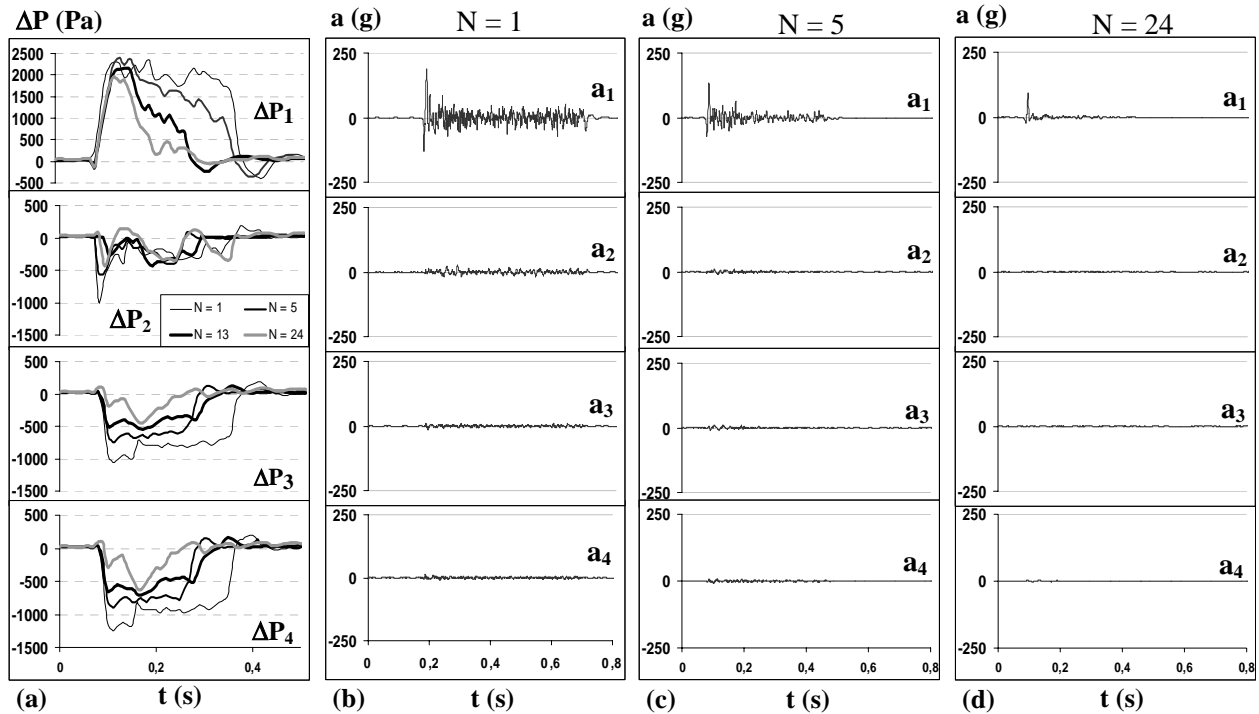 ΔP (Pa)
2500
2000
1500
1000
500
0
-500
ΔP1
500
0
-500
-1000
-1500
ΔP2
N = 1
N = 5
N = 13
N = 24
500
0
-500
-1000
-1500
ΔP3
500
0
-500
-1000
-1500
ΔP4
0
0,2
0,4
(a)
t (s)
a (g)
N = 1
250
0
-250
a1
250
0
-250
a2
250
0
-250
a3
250
0
-250
a4
0
0,2
0,4
0,6
0,8
(b)
t (s)
a (g)
N = 5
250
0
-250
a1
250
0
-250
a2
250
0
-250
a3
250
0
-250
a4
0
0,2
0,4
0,6
0,8
(c)
t (s)
a (g)
N = 24
250
0
-250
a1
250
0
-250
a2
250
0
-250
a3
250
0
-250
a4
0
0,2
0,4
0,6
0,8
(d)
t (s)